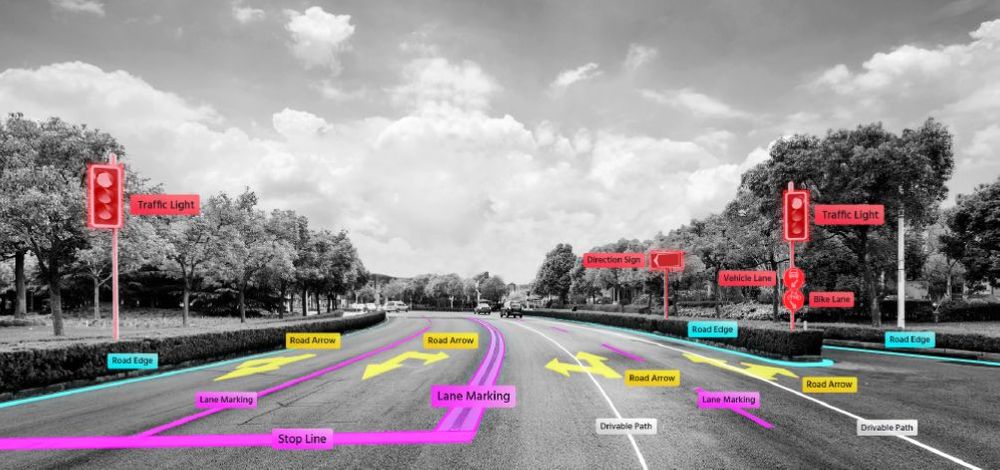 Traffic Light
Traffic Light
Direction Sign
Vehicle Lane
Bike Lane
Road Edge
Road Edge
Road Edge
Road Arrow
Road Arrow
Road Arrow
Road Arrow
Lane Marking
Lane Marking
Lane Marking
Drivable Path
Drivable Path
Stop Line